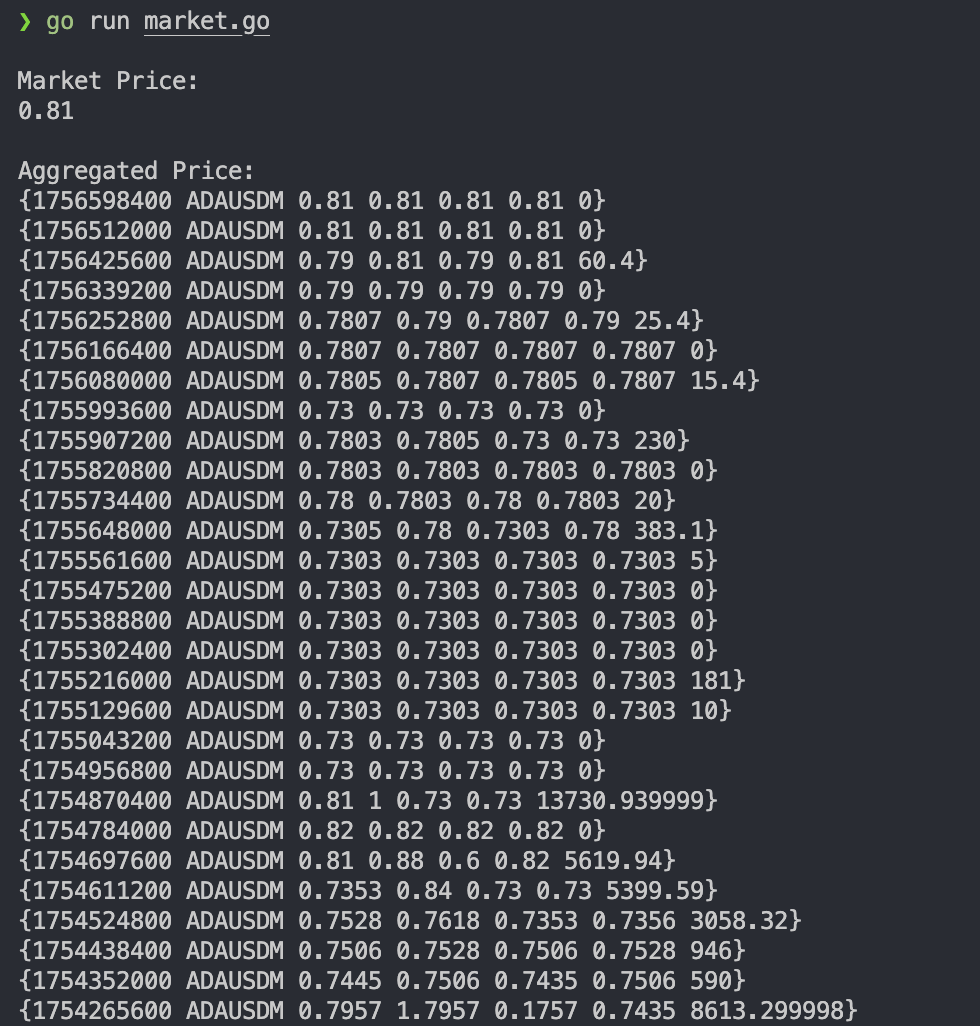 ❯ go run market.go
Market Price:
0.81
Aggregated Price:
{1756598400 ADAUSDM 0.81 0.81 0.81 0.81 0}
{1756512000 ADAUSDM 0.81 0.81 0.81 0.81 0}
{1756425600 ADAUSDM 0.79 0.81 0.79 0.81 60.4}
{1756339200 ADAUSDM 0.79 0.79 0.79 0.79 0}
{1756252800 ADAUSDM 0.7807 0.79 0.7807 0.79 25.4}
{1756166400 ADAUSDM 0.7807 0.7807 0.7807 0.7807 0}
{1756080000 ADAUSDM 0.7805 0.7807 0.7805 0.7807 15.4}
{1755993600 ADAUSDM 0.73 0.73 0.73 0.73 0}
{1755907200 ADAUSDM 0.7803 0.7805 0.73 0.73 230}
{1755820800 ADAUSDM 0.7803 0.7803 0.7803 0.7803 0}
{1755734400 ADAUSDM 0.78 0.7803 0.78 0.7803 20}
{1755648000 ADAUSDM 0.7305 0.78 0.7303 0.78 383.1}
{1755561600 ADAUSDM 0.7303 0.7303 0.7303 0.7303 5}
{1755475200 ADAUSDM 0.7303 0.7303 0.7303 0.7303 0}
{1755388800 ADAUSDM 0.7303 0.7303 0.7303 0.7303 0}
{1755302400 ADAUSDM 0.7303 0.7303 0.7303 0.7303 0}
{1755216000 ADAUSDM 0.7303 0.7303 0.7303 0.7303 181}
{1755129600 ADAUSDM 0.7303 0.7303 0.7303 0.7303 10}
{1755043200 ADAUSDM 0.73 0.73 0.73 0.73 0}
{1754956800 ADAUSDM 0.73 0.73 0.73 0.73 0}
{1754870400 ADAUSDM 0.81 1 0.73 0.73 13730.939999}
{1754784000 ADAUSDM 0.82 0.82 0.82 0.82 0}
{1754697600 ADAUSDM 0.81 0.88 0.6 0.82 5619.94}
{1754611200 ADAUSDM 0.7353 0.84 0.73 0.73 5399.59}
{1754524800 ADAUSDM 0.7528 0.7618 0.7353 0.7356 3058.32}
{1754438400 ADAUSDM 0.7506 0.7528 0.7506 0.7528 946}
{1754352000 ADAUSDM 0.7445 0.7506 0.7435 0.7506 590}
{1754265600 ADAUSDM 0.7957 1.7957 0.1757 0.7435 8613.299998}